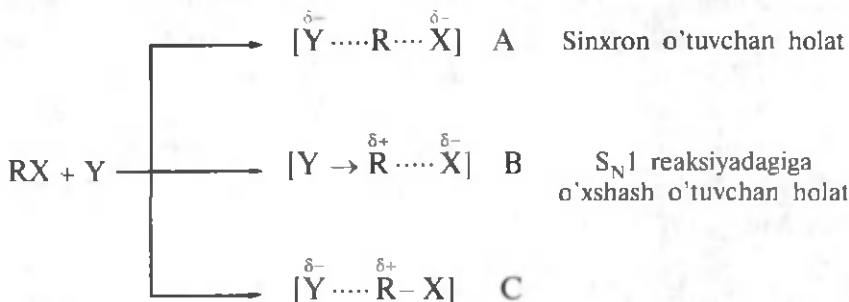 δ− δ−
[Y ·····R···· X] A Sinxron o'tuvchan holat
δ+ δ−
RX + Y [Y → R ····· X] B S_N1 reaksiyadagiga
o'xshash o'tuvchan holat
δ− δ+
[Y ····· R – X] C